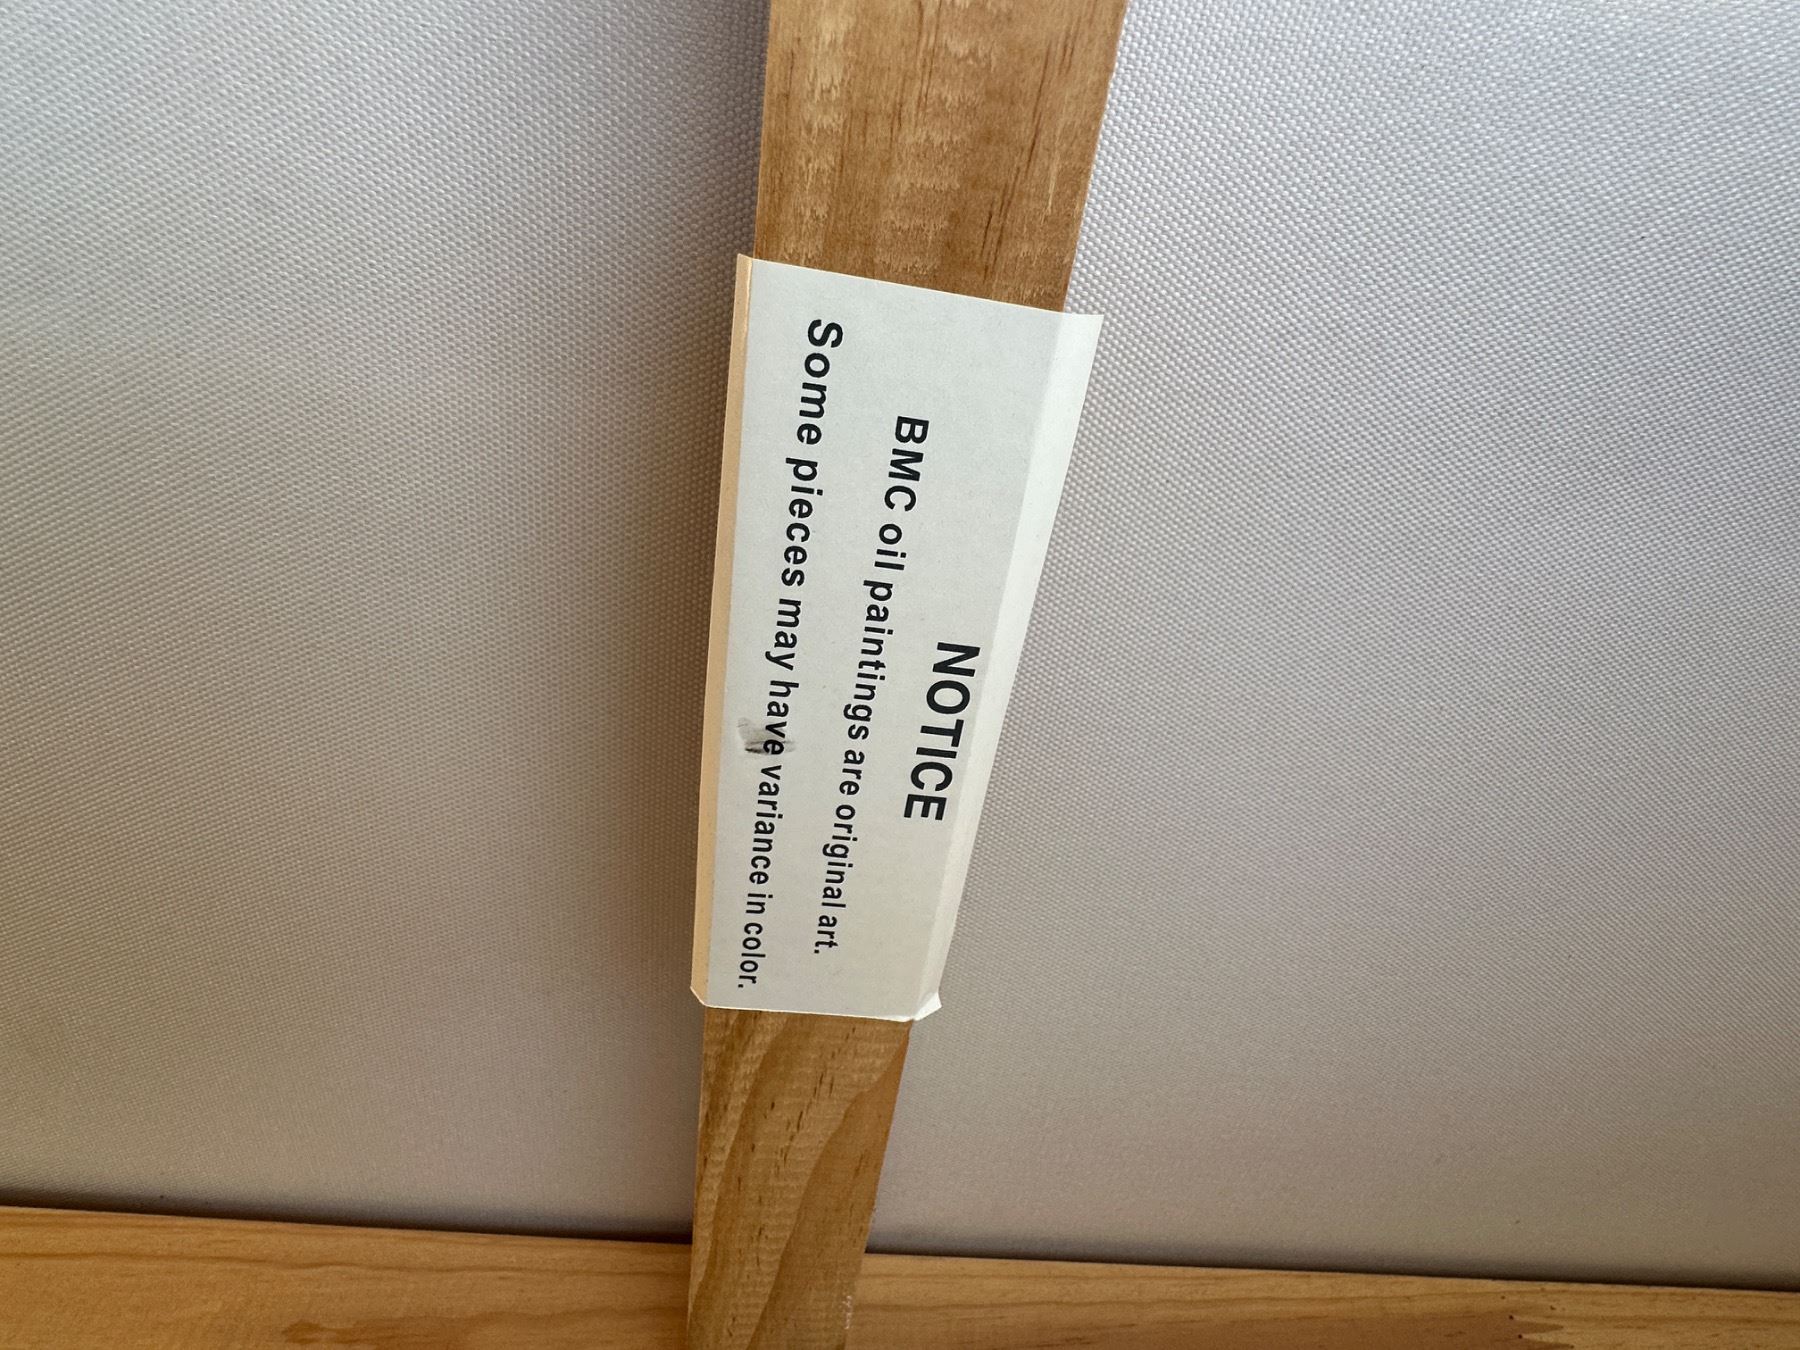 NOTICE
BMC oil paintings are original art.
Some pieces may have variance in color.